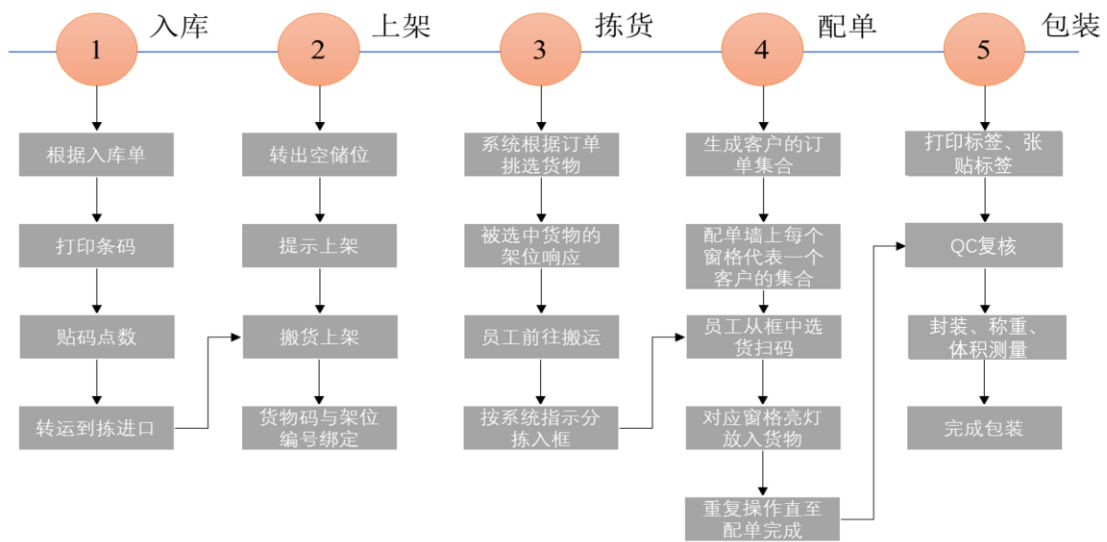 1
入库
2
上架
3
拣货
4
配单
5
包装
根据入库单
打印条码
贴码点数
转运到拣进口
转出空储位
提示上架
搬货上架
货物码与架位
编号绑定
系统根据订单
挑选货物
被选中货物的
架位响应
员工前往搬运
按系统指示分
拣入框
生成客户的订
单集合
配单墙上每个
窗格代表一个
客户的集合
员工从框中选
货扫码
对应窗格亮灯
放入货物
重复操作直至
配单完成
打印标签、张
贴标签
QC复核
封装、称重、
体积测量
完成包装